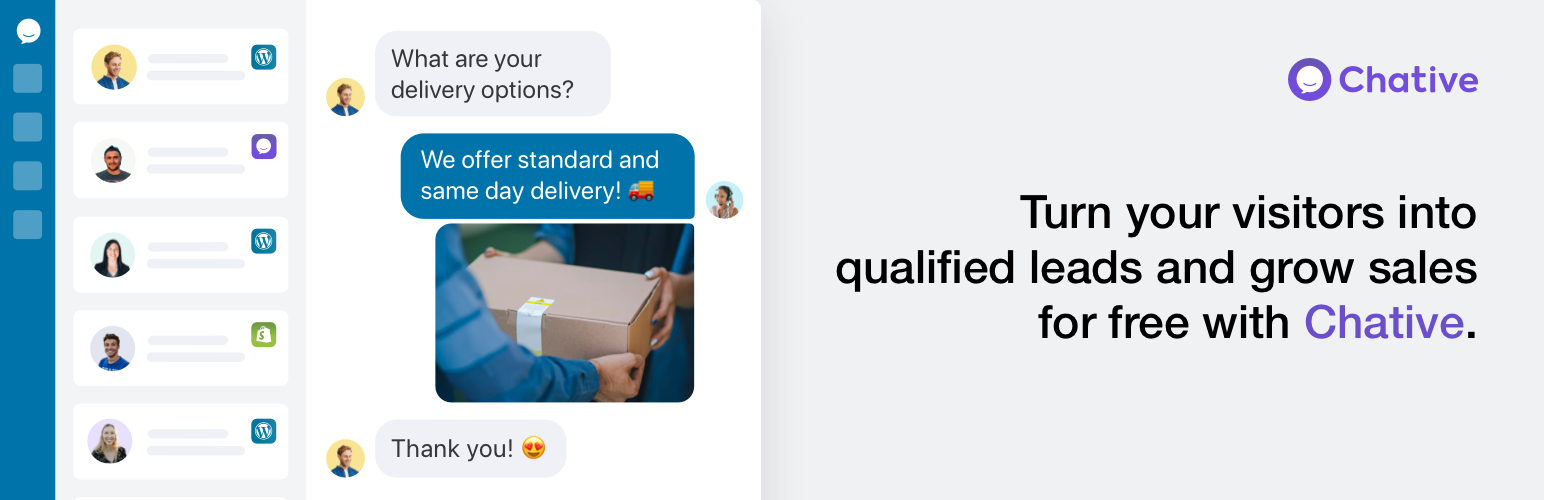 What are your
delivery options?
We offer standard and
same day delivery! 🚚
Thank you! 😍
Chative
Turn your visitors into
qualified leads and grow sales
for free with Chative.